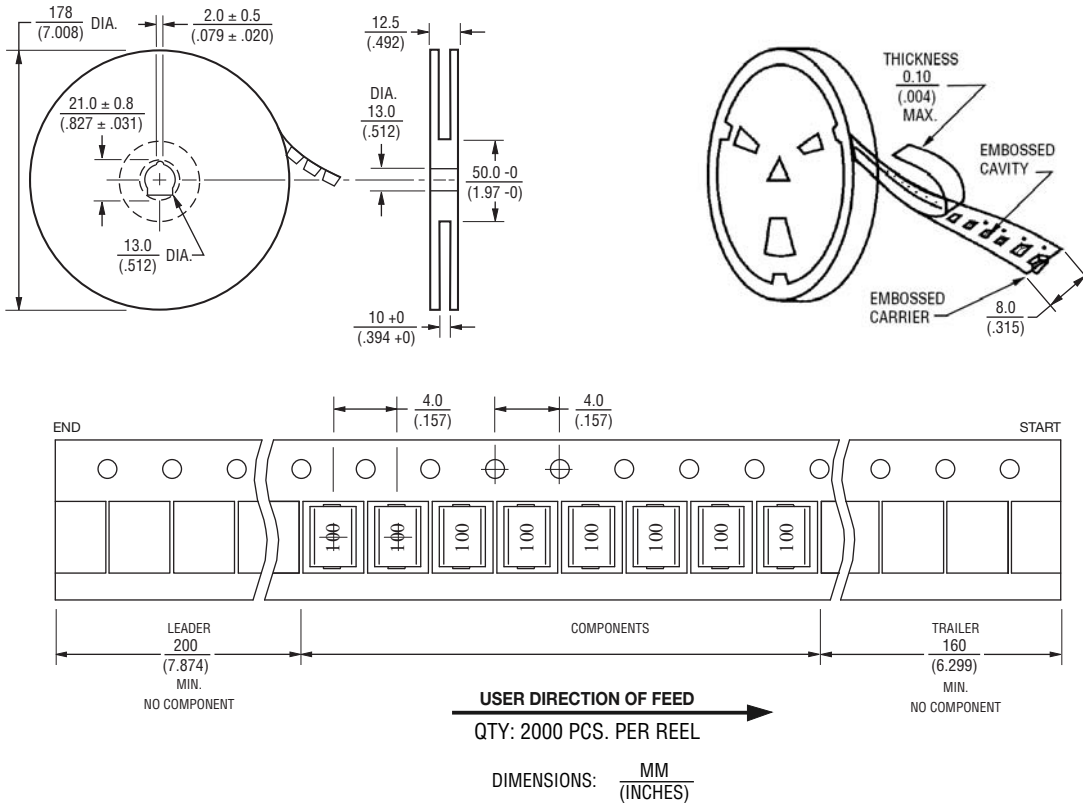 178
(7.008) DIA.
2.0 ± 0.5
(.079 ± .020)
21.0 ± 0.8
(.827 ± .031)
13.0
(.512) DIA.
12.5
(.492)
DIA.
13.0
(.512)
50.0 -0
(1.97 -0)
10 +0
(.394 +0)
THICKNESS
0.10
(.004)
MAX.
EMBOSSED
CAVITY
EMBOSSED
CARRIER
8.0
(.315)
4.0
(.157)
4.0
(.157)
END
START
100 100 100 100 100 100 100 100
LEADER
200
(7.874)
MIN.
NO COMPONENT
COMPONENTS
TRAILER
160
(6.299)
MIN.
NO COMPONENT
USER DIRECTION OF FEED
QTY: 2000 PCS. PER REEL
DIMENSIONS: MM
(INCHES)